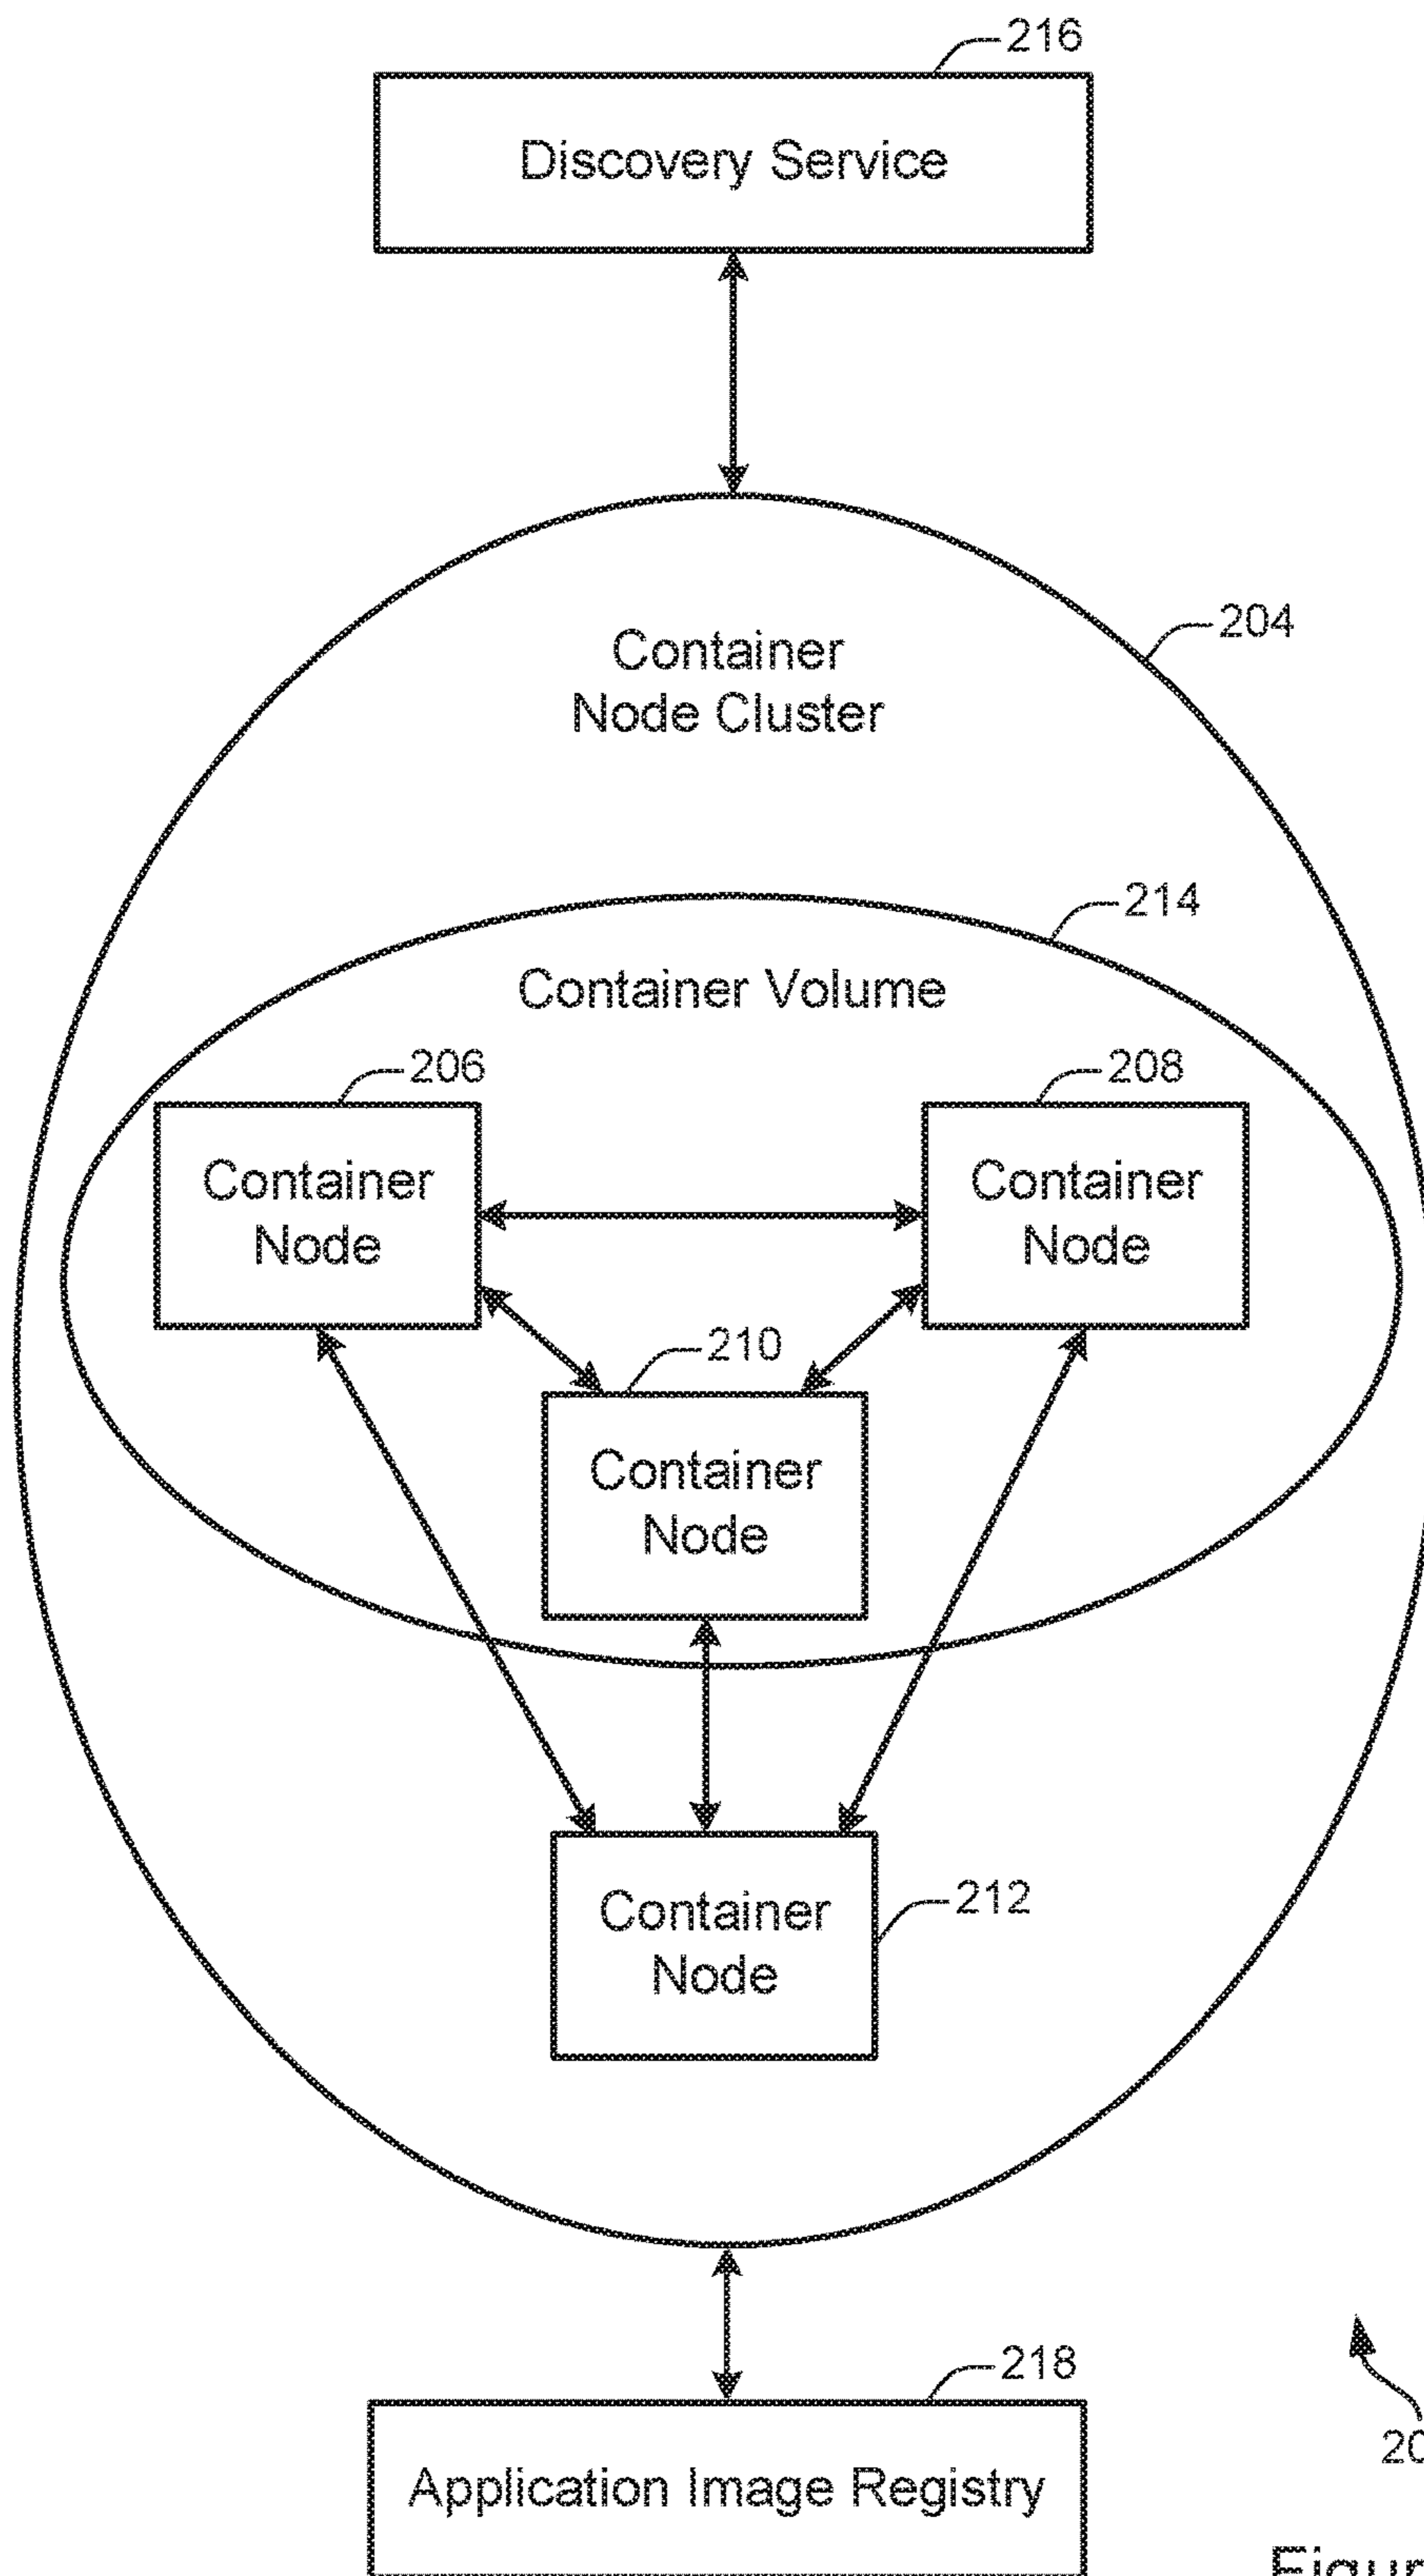 216
Discovery Service
204
Container
Node Cluster
214
Container Volume
206
208
Container
Node
Container
Node
210
Container
Node
212
Container
Node
218
Application Image Registry